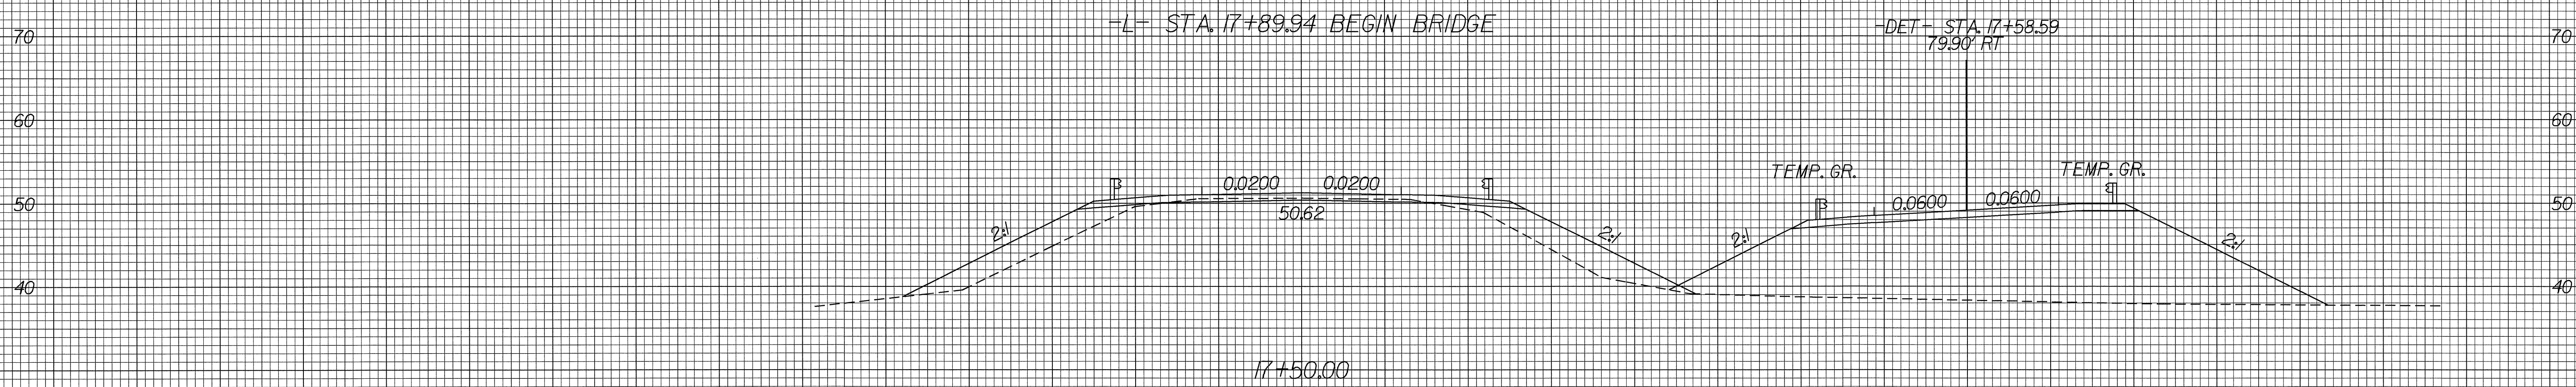 -L- STA. 17+89.94 BEGIN BRIDGE
-DET- STA. 17+58.59
79.90' RT
70 70
60 60
TEMP. GR. TEMP. GR.
0.0200 0.0200
0.0600 0.0600
50 50
50.62
2:1 2:1 2:1 2:1
40 40
17+50.00